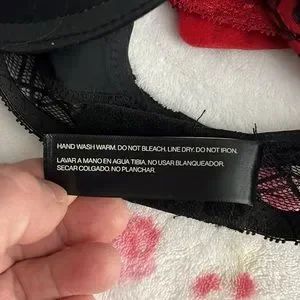 HAND WASH WARM. DO NOT BLEACH. LINE DRY. DO NOT IRON.
LAVAR A MANO EN AGUA TIBIA. NO USAR BLANQUEADOR.
SECAR COLGADO. NO PLANCHAR.